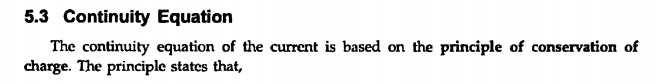 5.3 Continuity Equation
The continuity equation of the current is based on the principle of conservation of
charge. The principle states that,